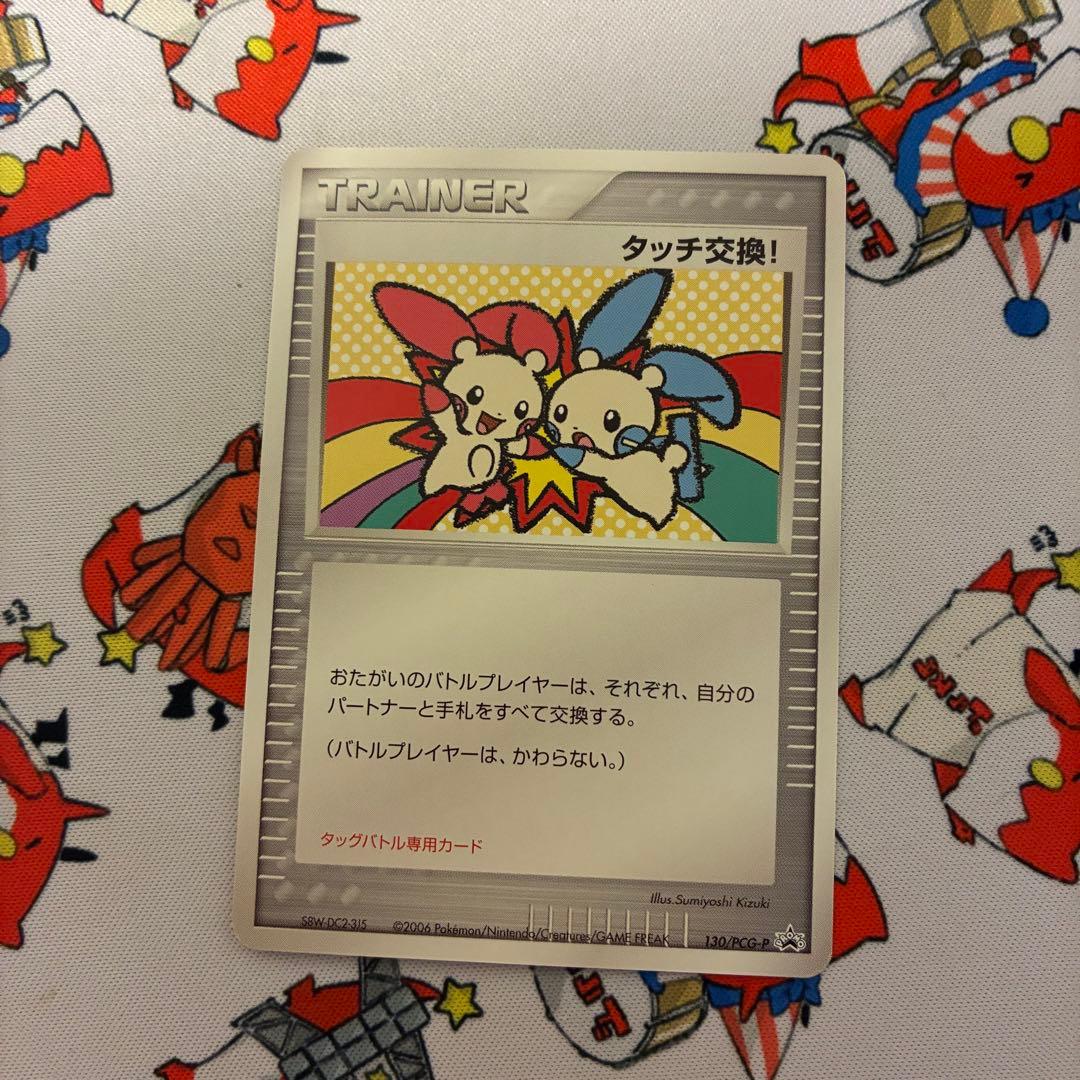 TRAINER
タッチ交換!
おたがいのバトルプレイヤーは、それぞれ、自分の
パートナーと手札をすべて交換する。
(バトルプレイヤーは、かわらない。)
タッグバトル専用カード
Illus.Sumiyoshi Kizuki
S8W-DC2-315
©2006 Pokémon/Nintendo/Creatures/GAME FREAK
130/PCG-P